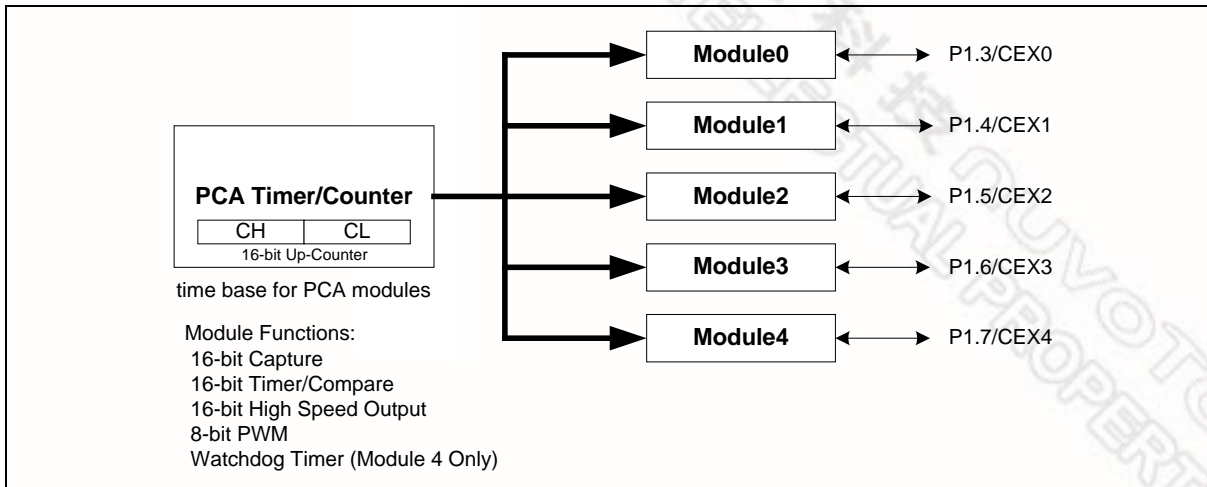 Module0
P1.3/CEX0
Module1
P1.4/CEX1
PCA Timer/Counter
CH CL
16-bit Up-Counter
Module2
P1.5/CEX2
Module3
P1.6/CEX3
time base for PCA modules
Module4
P1.7/CEX4
Module Functions:
16-bit Capture
16-bit Timer/Compare
16-bit High Speed Output
8-bit PWM
Watchdog Timer (Module 4 Only)